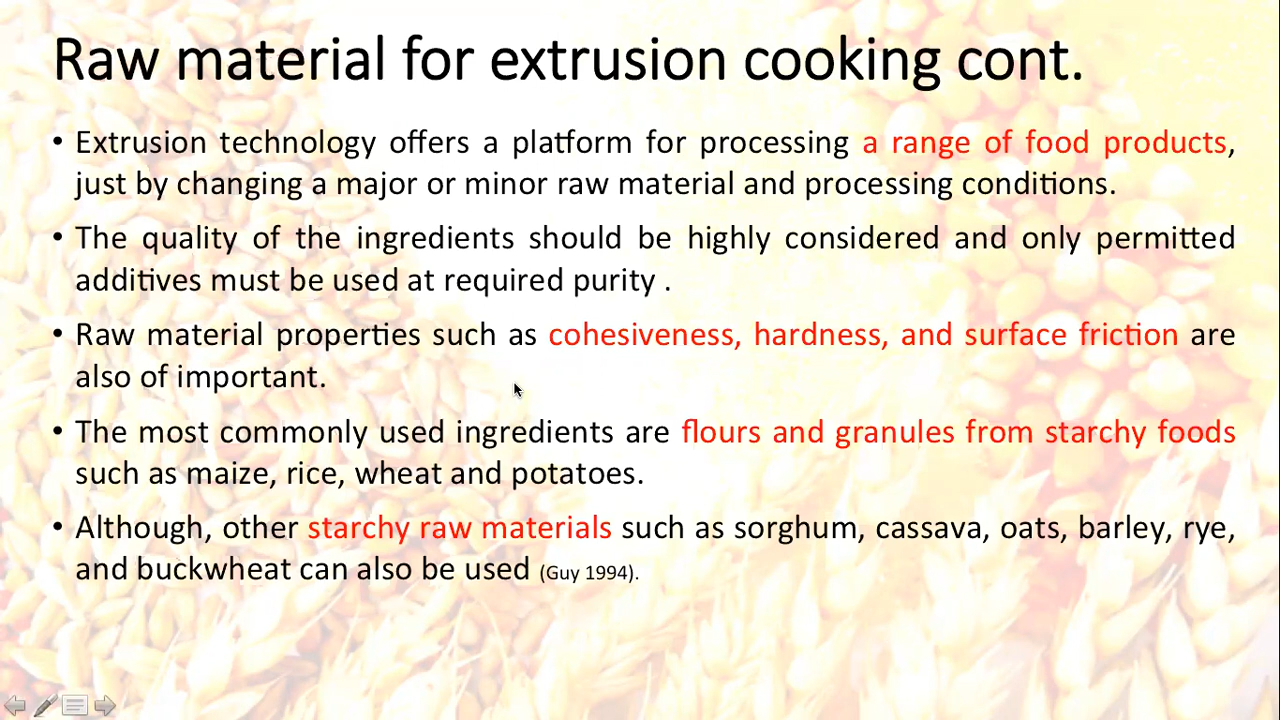 Raw material for extrusion cooking cont.
• Extrusion technology offers a platform for processing a range of food products,
just by changing a major or minor raw material and processing conditions.
• The quality of the ingredients should be highly considered and only permitted
additives must be used at required purity .
• Raw material properties such as cohesiveness, hardness, and surface friction are
also of important.
• The most commonly used ingredients are flours and granules from starchy foods
such as maize, rice, wheat and potatoes.
• Although, other starchy raw materials such as sorghum, cassava, oats, barley, rye,
and buckwheat can also be used (Guy 1994).